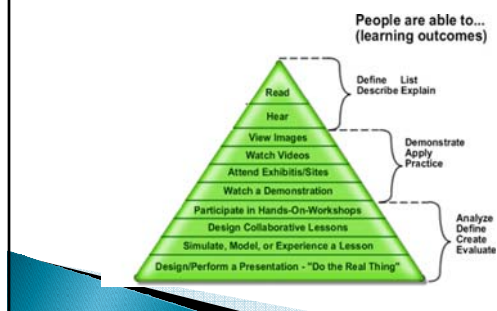 People are able to...
(learning outcomes)
Read
Hear
Define List
Describe Explain
View Images
Watch Videos
Attend Exhibitis/Sites
Watch a Demonstration
Demonstrate
Apply
Practice
Participate in Hands-On-Workshops
Design Collaborative Lessons
Simulate, Model, or Experience a Lesson
Design/Perform a Presentation - "Do the Real Thing"
Analyze
Define
Create
Evaluate